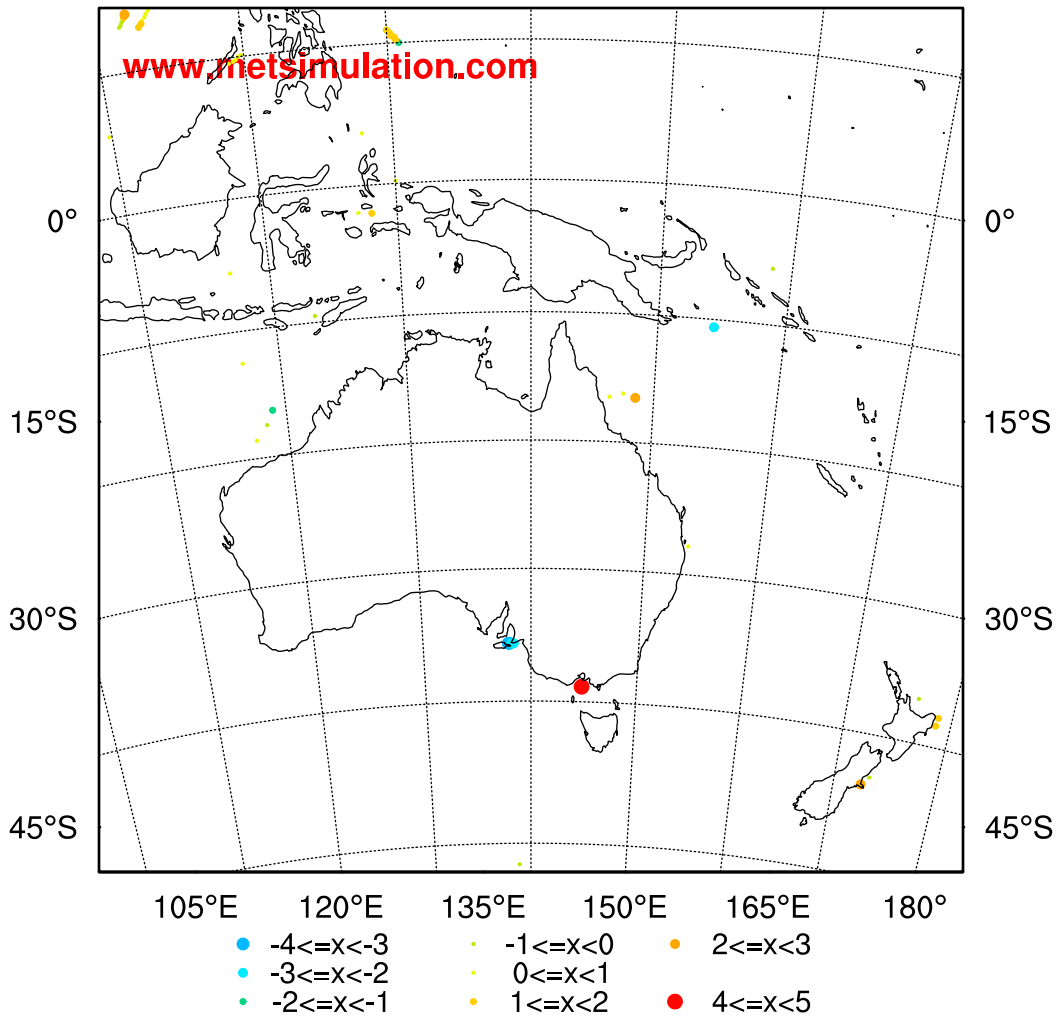 www.metsimulation.com
0° 0°
15°S 15°S
30°S 30°S
45°S 45°S
105°E 120°E 135°E 150°E 165°E 180°
-4<=x<-3 -1<=x<0 2<=x<3
-3<=x<-2 0<=x<1
-2<=x<-1 1<=x<2 4<=x<5